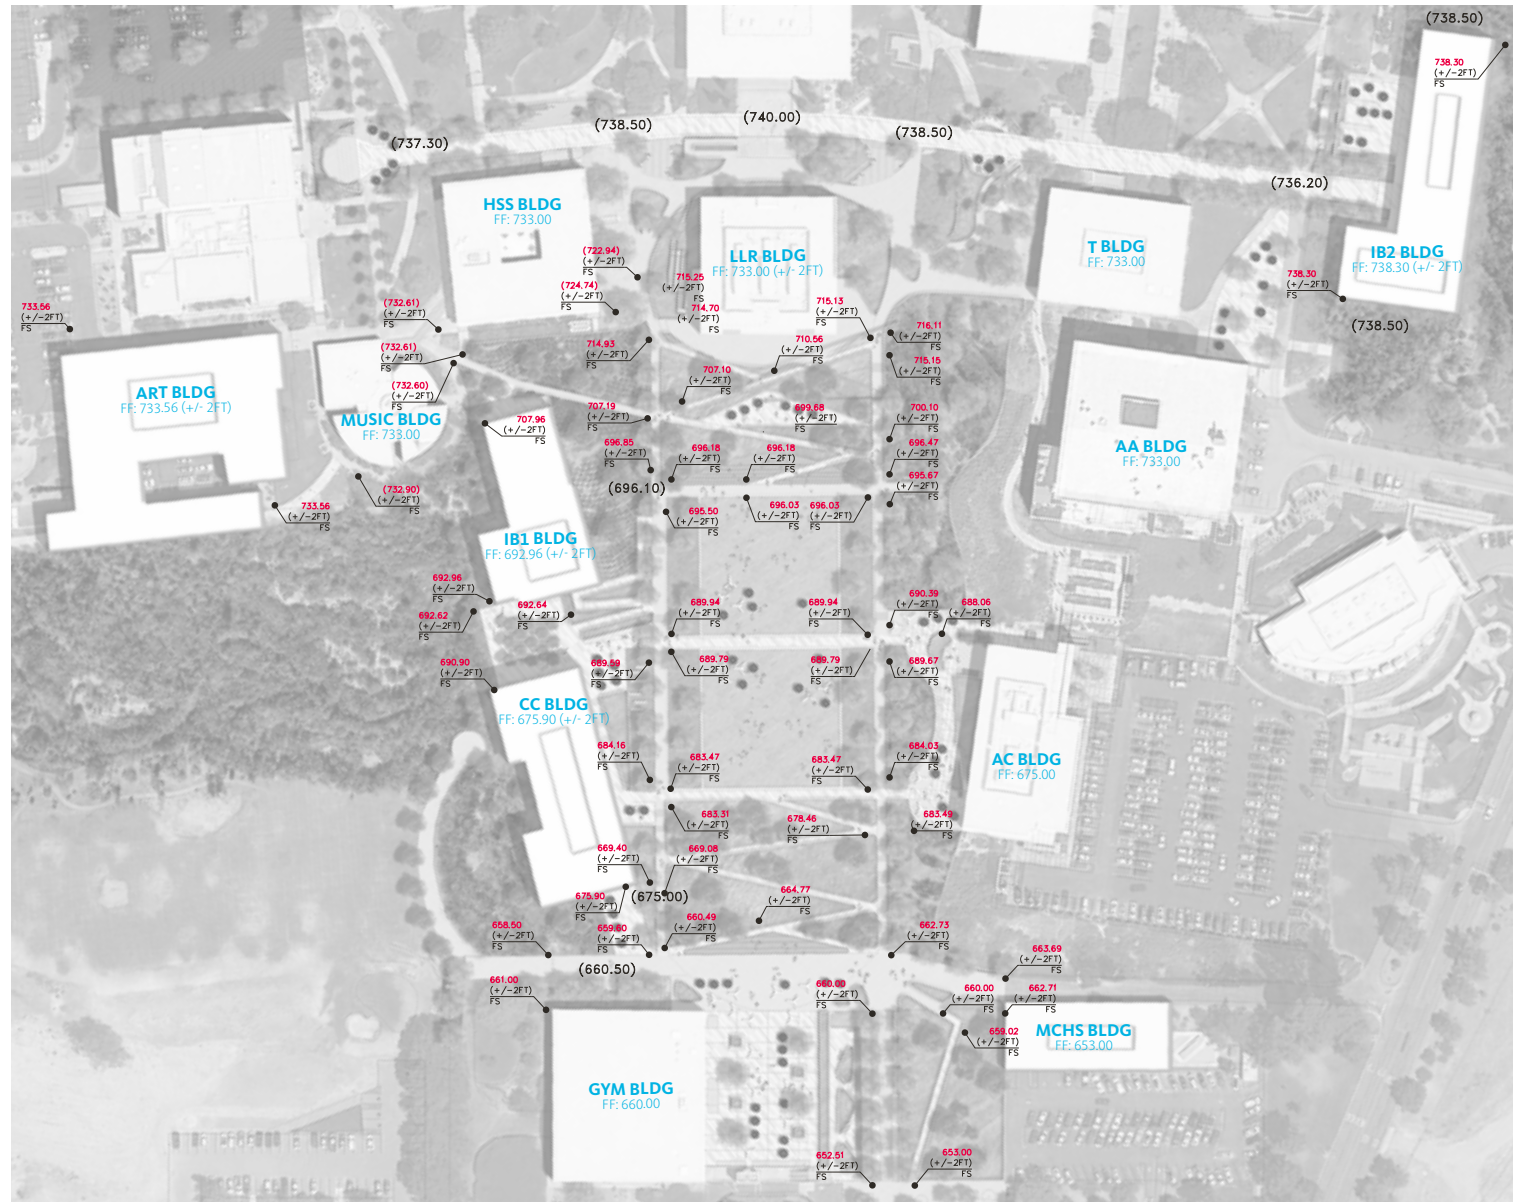 (738.50)
738.30
(+/-2FT)
FS
(740.00)
(738.50)
(738.50)
(737.30)
(736.20)
HSS BLDG
FF: 733.00
LLR BLDG
FF: 733.00 (+/- 2FT)
T BLDG
FF: 733.00
IB2 BLDG
FF: 738.30 (+/- 2FT)
(722.94)
(+/-2FT)
FS
715.25
(+/-2FT)
FS
738.30
(+/-2FT)
FS
(724.74)
(+/-2FT)
FS
714.70
(+/-2FT)
FS
715.13
(+/-2FT)
FS
733.56
(+/-2FT)
FS
(732.61)
(+/-2FT)
FS
(738.50)
716.11
(+/-2FT)
FS
714.93
(+/-2FT)
FS
710.56
(+/-2FT)
FS
(732.61)
(+/-2FT)
FS
715.15
(+/-2FT)
FS
707.10
(+/-2FT)
FS
(732.60)
(+/-2FT)
FS
ART BLDG
FF: 733.56 (+/- 2FT)
MUSIC BLDG
FF: 733.00
707.96
(+/-2FT)
FS
707.19
(+/-2FT)
FS
699.68
(+/-2FT)
FS
700.10
(+/-2FT)
FS
AA BLDG
FF: 733.00
696.85
(+/-2FT)
FS
696.18
(+/-2FT)
FS
696.18
(+/-2FT)
FS
696.47
(+/-2FT)
FS
695.67
(+/-2FT)
FS
(696.10)
(732.90)
(+/-2FT)
FS
733.56
(+/-2FT)
FS
695.50
(+/-2FT)
FS
696.03
(+/-2FT)
FS
696.03
(+/-2FT)
FS
IB1 BLDG
FF: 692.96 (+/- 2FT)
692.96
(+/-2FT)
FS
692.62
(+/-2FT)
FS
692.64
(+/-2FT)
FS
689.94
(+/-2FT)
FS
689.94
(+/-2FT)
FS
690.39
(+/-2FT)
FS
688.06
(+/-2FT)
FS
690.90
(+/-2FT)
FS
689.59
(+/-2FT)
FS
689.79
(+/-2FT)
FS
689.79
(+/-2FT)
FS
689.67
(+/-2FT)
FS
CC BLDG
FF: 675.90 (+/- 2FT)
684.16
(+/-2FT)
FS
683.47
(+/-2FT)
FS
683.47
(+/-2FT)
FS
684.03
(+/-2FT)
FS
AC BLDG
FF: 675.00
683.31
(+/-2FT)
FS
678.46
(+/-2FT)
FS
683.49
(+/-2FT)
FS
669.40
(+/-2FT)
FS
669.08
(+/-2FT)
FS
675.90
(+/-2FT)
FS
(675.00)
664.77
(+/-2FT)
FS
658.50
(+/-2FT)
FS
659.60
(+/-2FT)
FS
660.49
(+/-2FT)
FS
662.73
(+/-2FT)
FS
(660.50)
663.69
(+/-2FT)
FS
661.00
(+/-2FT)
FS
660.00
(+/-2FT)
FS
660.00
(+/-2FT)
FS
662.71
(+/-2FT)
FS
659.02
(+/-2FT)
FS
MCHS BLDG
FF: 653.00
GYM BLDG
FF: 660.00
652.51
(+/-2FT)
FS
653.00
(+/-2FT)
FS